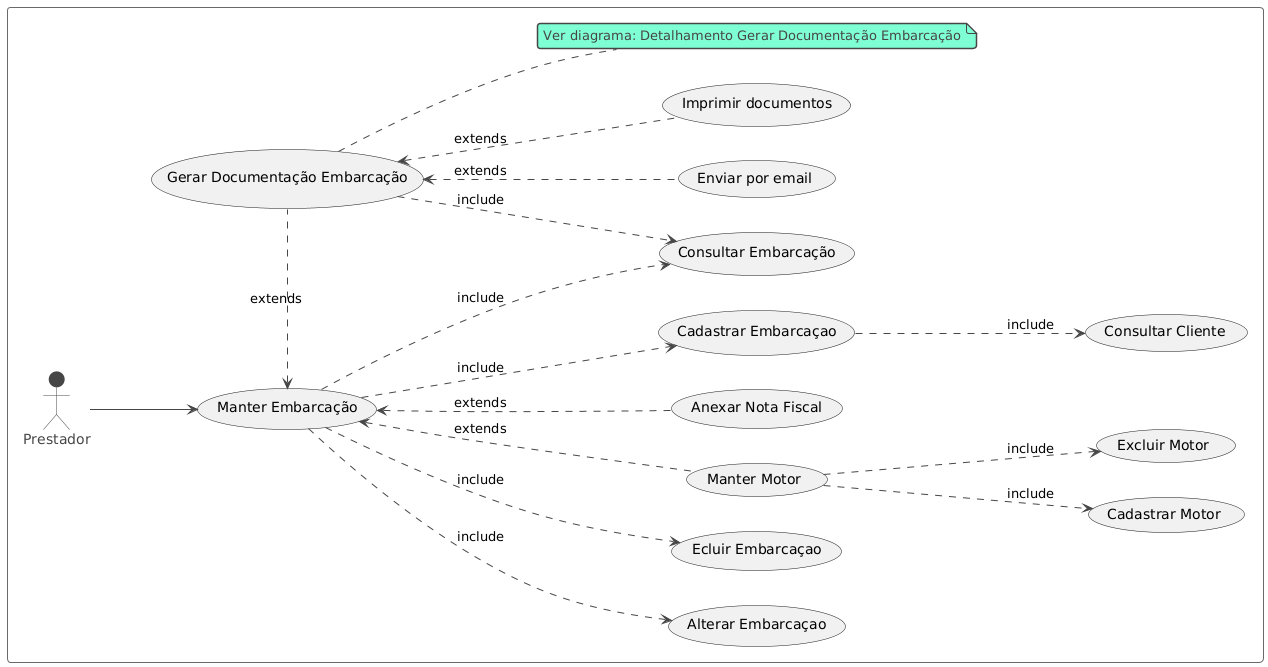 Ver diagrama: Detalhamento Gerar Documentação Embarcação
Imprimir documentos
extends
Gerar Documentação Embarcação
extends
Enviar por email
include
Consultar Embarcação
extends
include
Cadastrar Embarcaçao
include
Consultar Cliente
include
Prestador
Manter Embarcação
extends
Anexar Nota Fiscal
extends
Manter Motor
include
Excluir Motor
include
Cadastrar Motor
include
Ecluir Embarcaçao
include
Alterar Embarcaçao